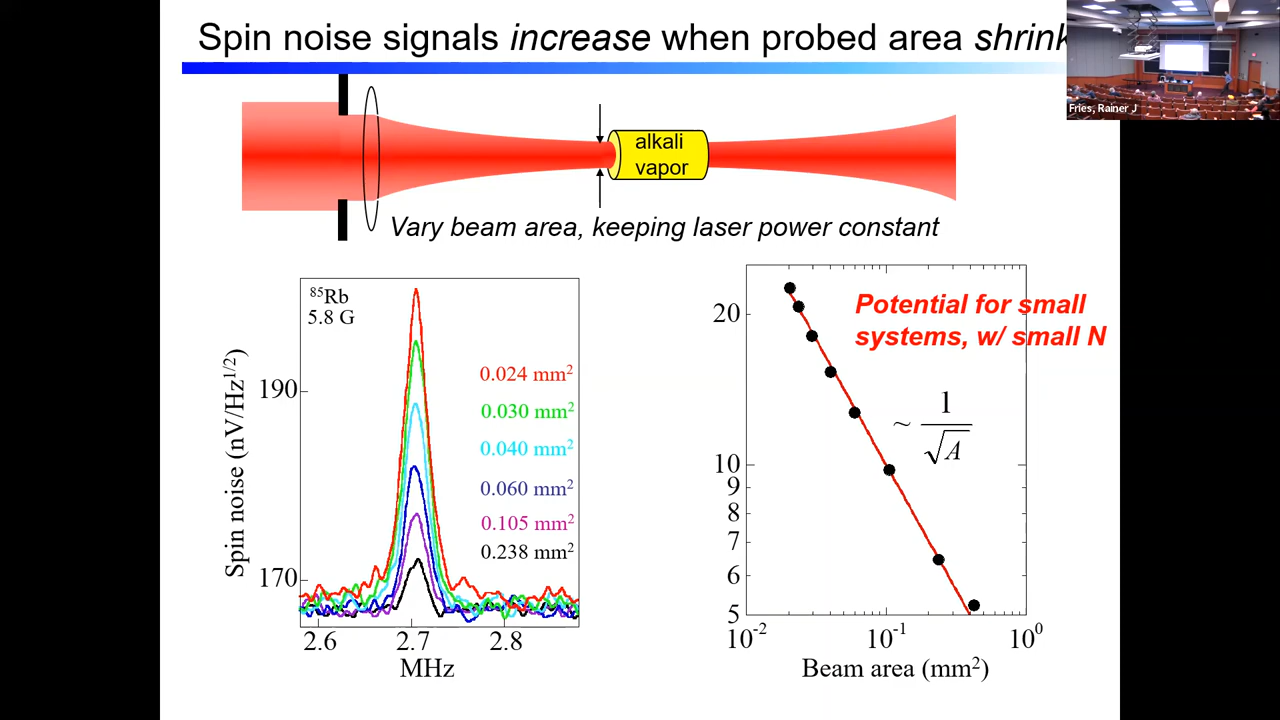 Spin noise signals increase when probed area shrink
Fries, Rainer J
alkali
vapor
Vary beam area, keeping laser power constant
⁸⁵Rb
5.8 G
190
170
Spin noise (nV/Hz¹ᐟ²)
0.024 mm²
0.030 mm²
0.040 mm²
0.060 mm²
0.105 mm²
0.238 mm²
2.6 2.7 2.8
MHz
Potential for small
systems, w/ small N
~ 1/√A
20
10
9
8
7
6
5
10⁻² 10⁻¹ 10⁰
Beam area (mm²)